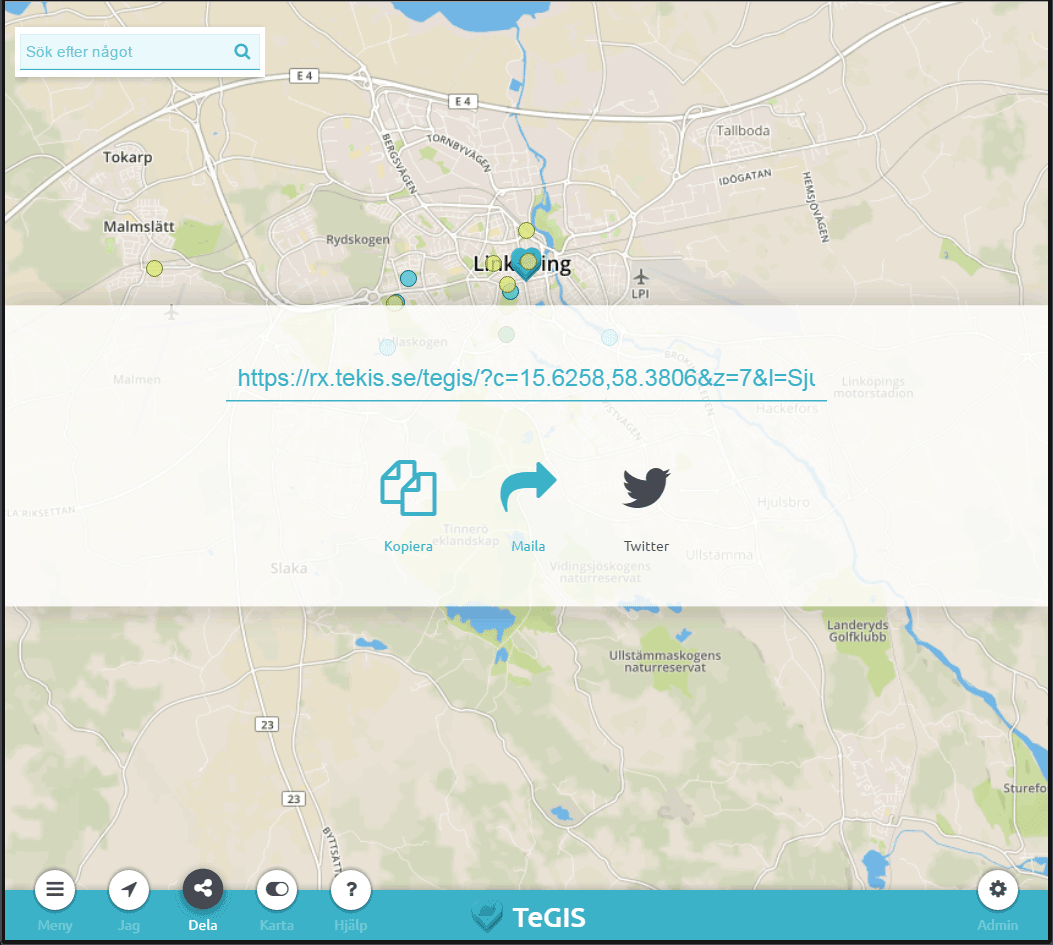 Sök efter något
E 4
E 4
Tallboda
TORNBYVÄGEN
BERGSVÄGEN
Tokarp
IDÖGATAN
HEMSJÖVÄGEN
Malmslätt
Rydskogen
Linköping
LPI
Vallaskogen
Malmen
Linköpings
motorstadion
https://rx.tekis.se/tegis/?c=15.6258,58.3806&z=7&l=Sju
Hackefors
LA RIKSETTAN
Hjulsbro
Tinnerö
eklandskap
Kopiera
Maila
Twitter
Ullstämma
Slaka
Vidingsjöskogens
naturreservat
Landeryds
Golfklubb
Ullstämmaskogens
naturreservat
23
23
Sturefo
Meny
Jag
Dela
Karta
?
Hjälp
TeGIS
Admin